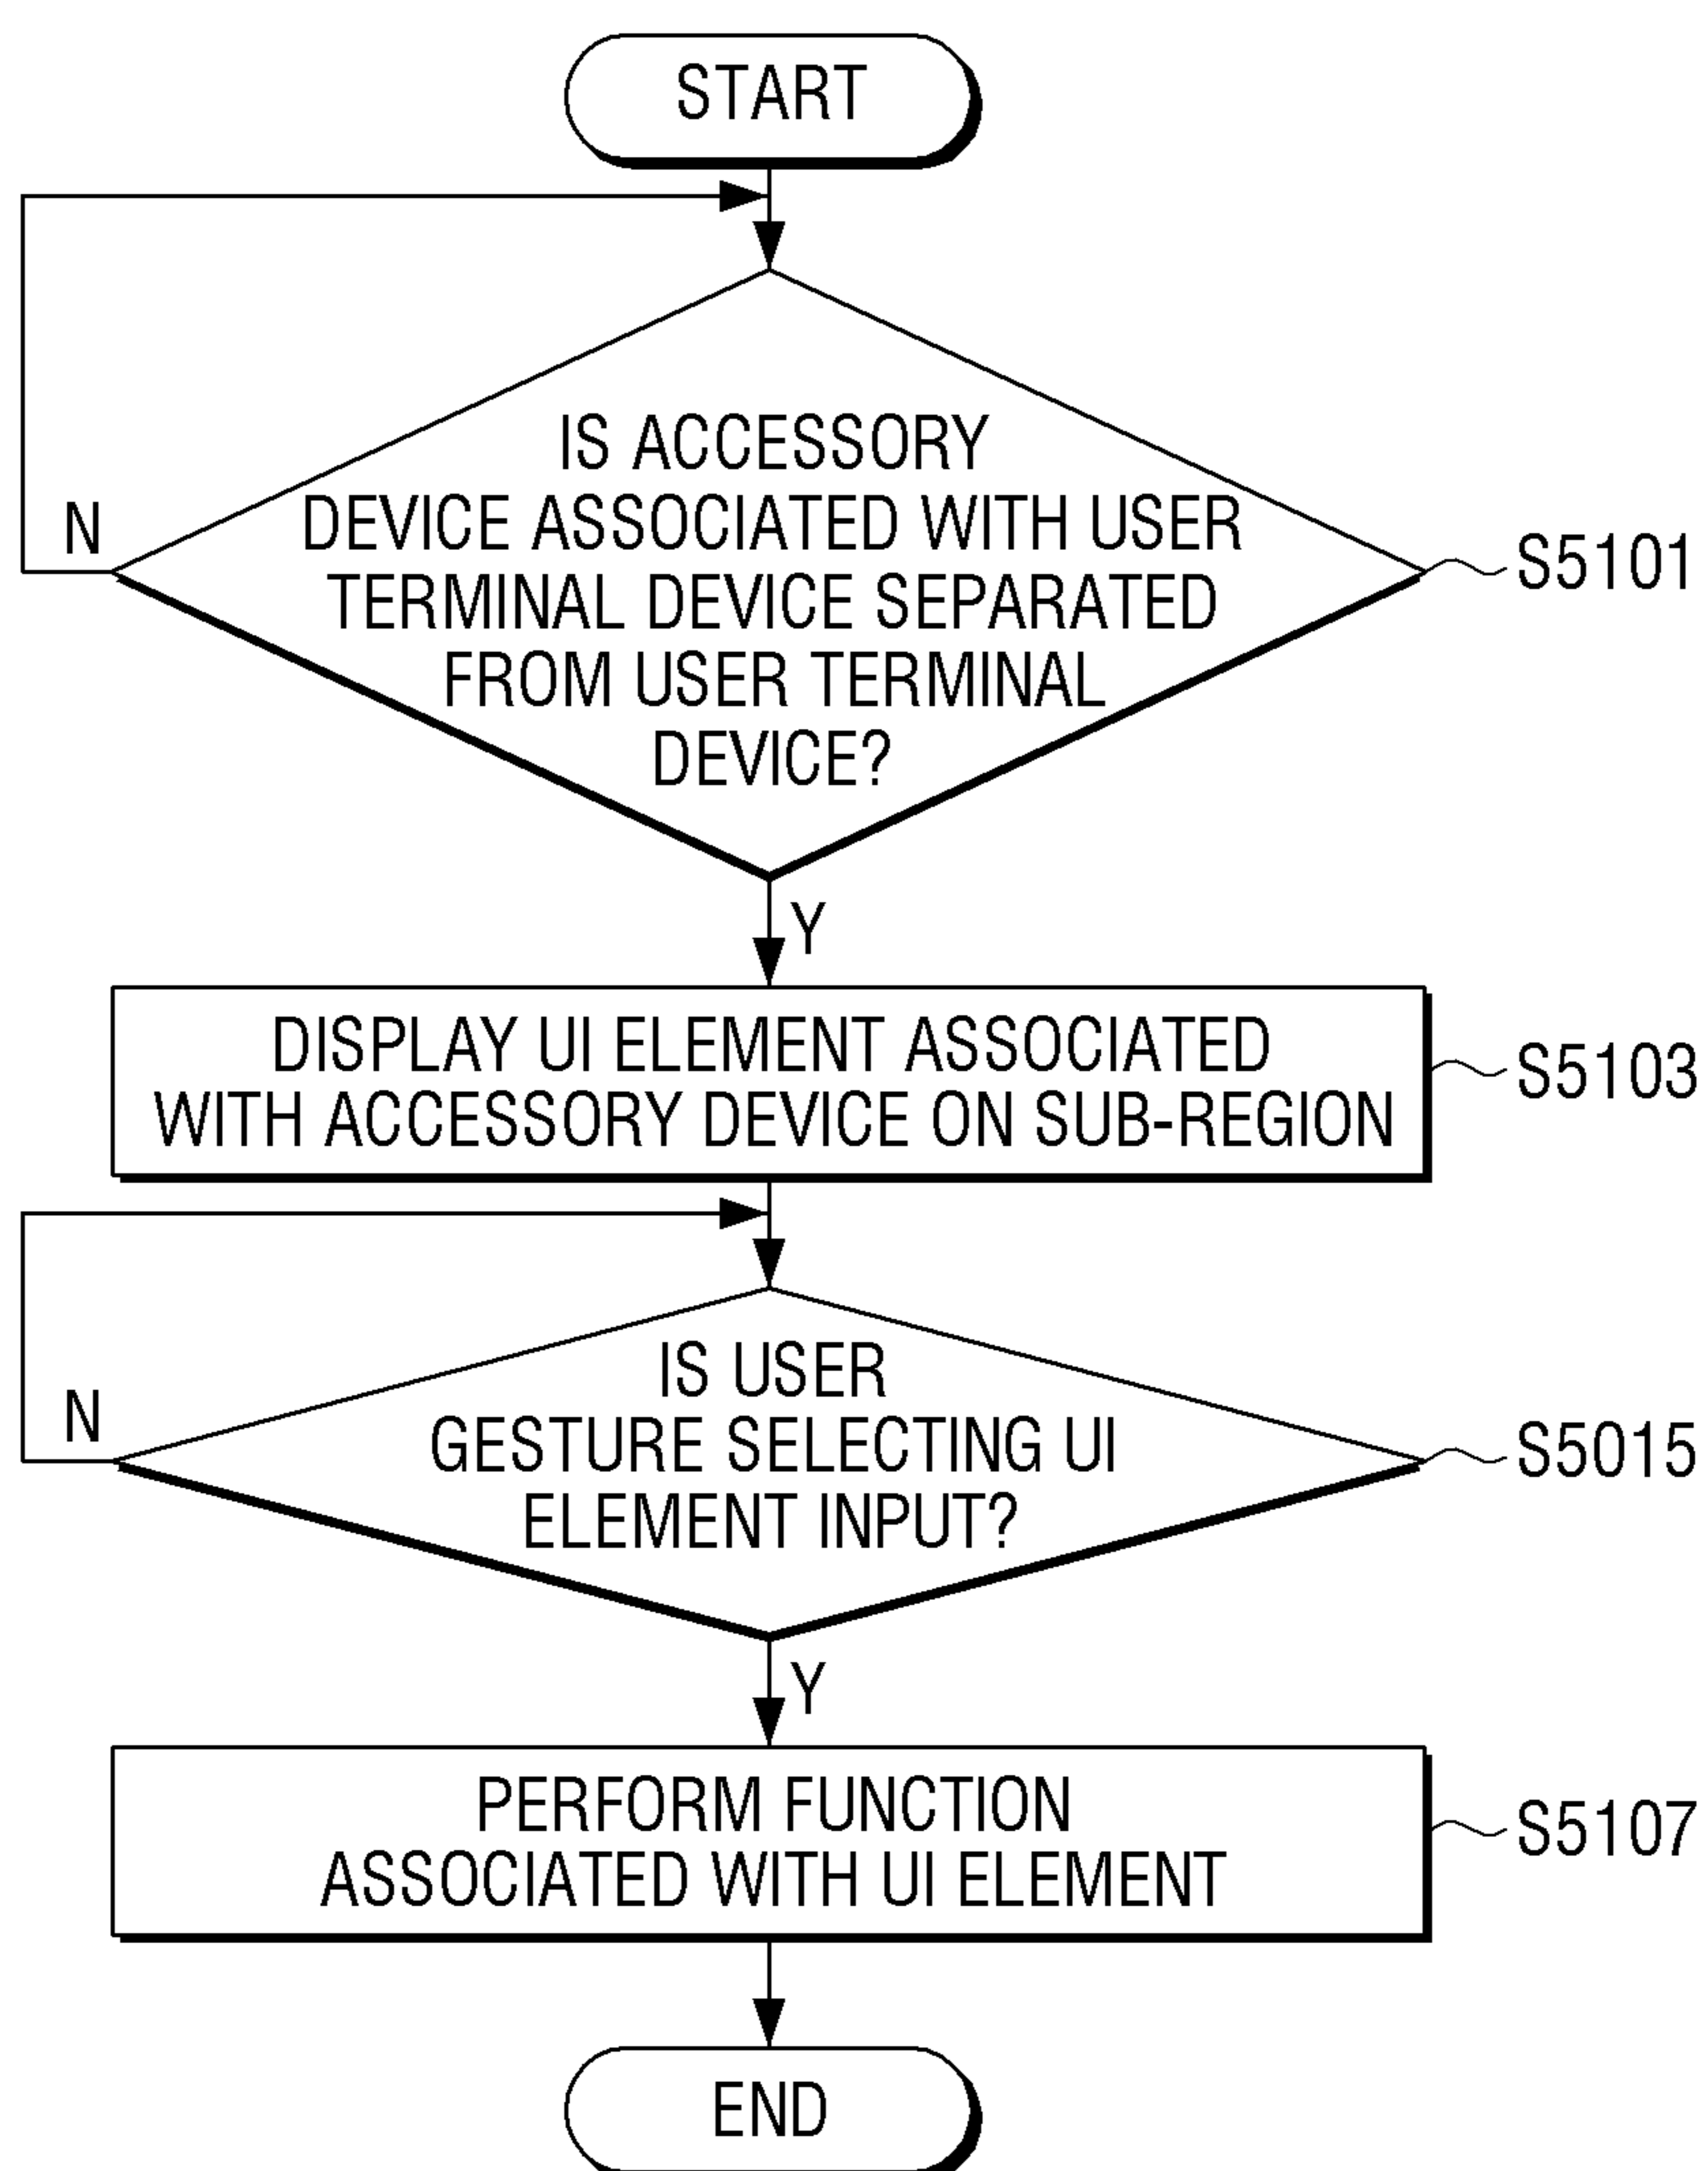 START
IS ACCESSORY
DEVICE ASSOCIATED WITH USER
N
TERMINAL DEVICE SEPARATED
S5101
FROM USER TERMINAL
DEVICE?
Y
DISPLAY UI ELEMENT ASSOCIATED
WITH ACCESSORY DEVICE ON SUB-REGION
S5103
IS USER
N
GESTURE SELECTING UI
S5015
ELEMENT INPUT?
Y
PERFORM FUNCTION
ASSOCIATED WITH UI ELEMENT
S5107
END